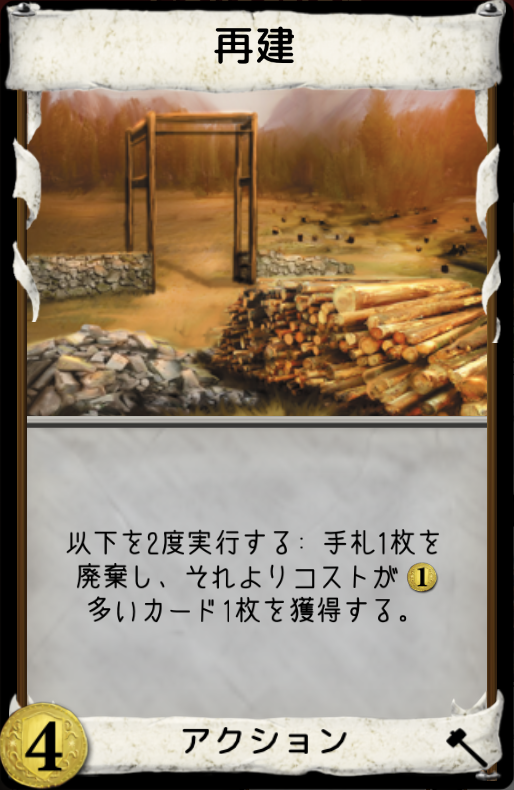 再建
以下を2度実行する: 手札1枚を
廃棄し、それよりコストが 1
多いカード1枚を獲得する。
4
アクション